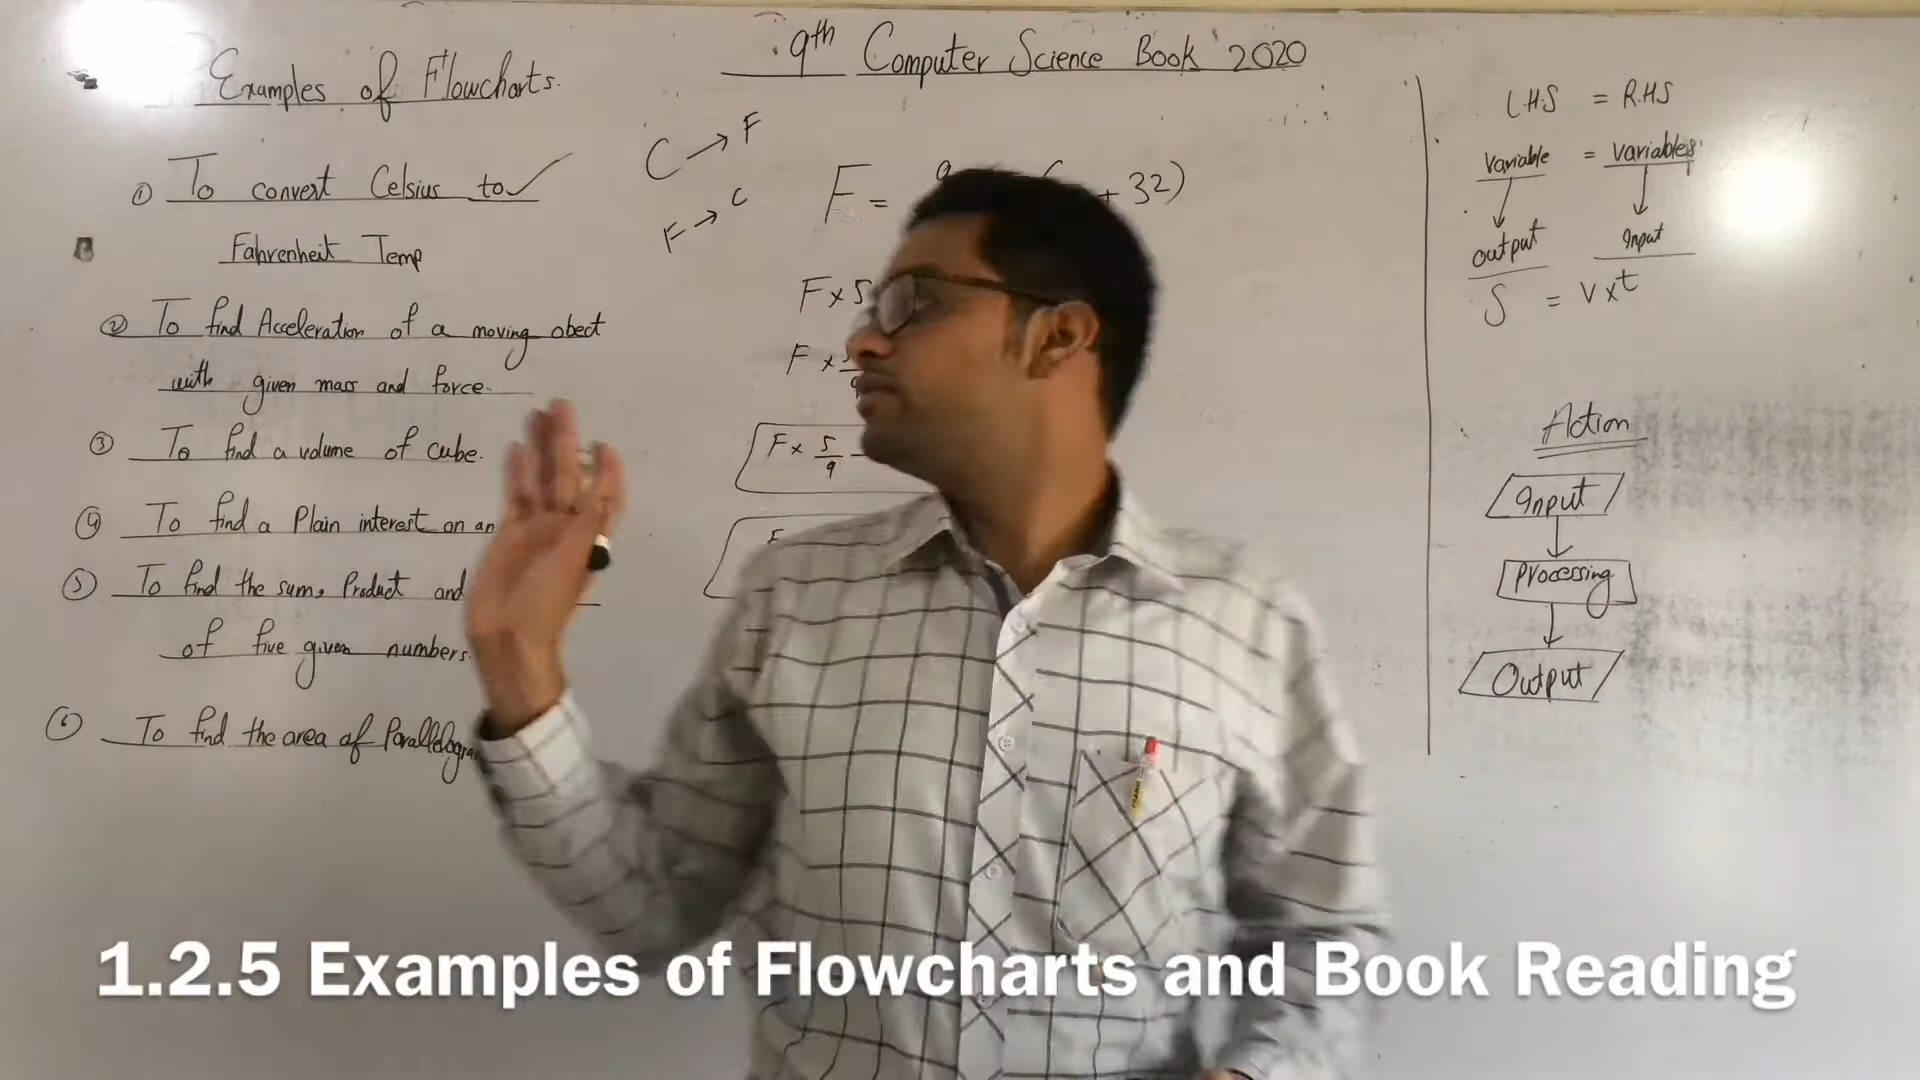 9th Computer Science Book 2020
Examples of Flowcharts.
① To convert Celsius to ✓
Fahrenheit Temp
② To find Acceleration of a moving obect
with given mass and force.
③ To find a volume of cube.
④ To find a Plain interest on an
⑤ To find the sum, Product and
of five given numbers.
⑥ To find the area of Parallelogra
C → F
F → C
F = 9 + 32)
F × 5
F ×
F × 5/9
F
L.H.S = R.H.S
Variable = Variables
output Input
S = V × t
Action
Input
Processing
Output
1.2.5 Examples of Flowcharts and Book Reading